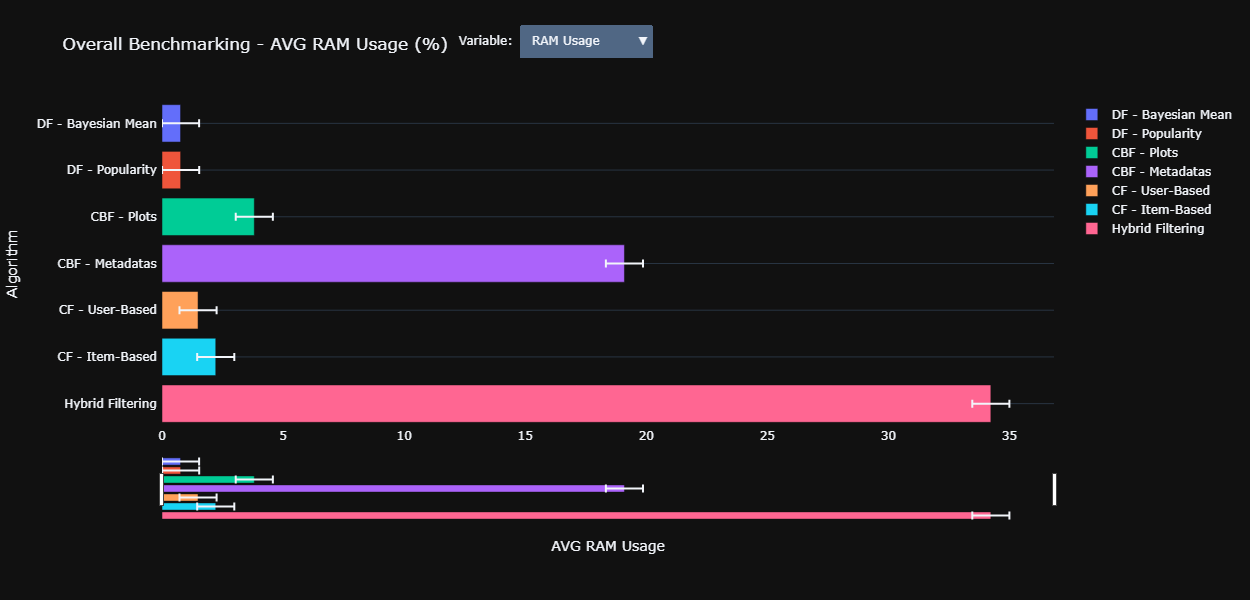 Overall Benchmarking - AVG RAM Usage (%)
Variable:
RAM Usage
Algorithm
DF - Bayesian Mean
DF - Popularity
CBF - Plots
CBF - Metadatas
CF - User-Based
CF - Item-Based
Hybrid Filtering
0 5 10 15 20 25 30 35
AVG RAM Usage
DF - Bayesian Mean
DF - Popularity
CBF - Plots
CBF - Metadatas
CF - User-Based
CF - Item-Based
Hybrid Filtering